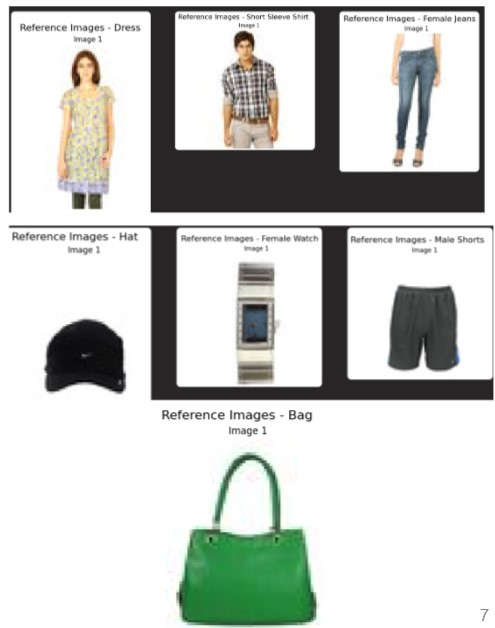 Reference Images - Dress
Image 1
Reference Images - Short Sleeve Shirt
Image 1
Reference Images - Female Jeans
Image 1
Reference Images - Hat
Image 1
Reference Images - Female Watch
Image 1
Reference Images - Male Shorts
Image 1
Reference Images - Bag
Image 1
7